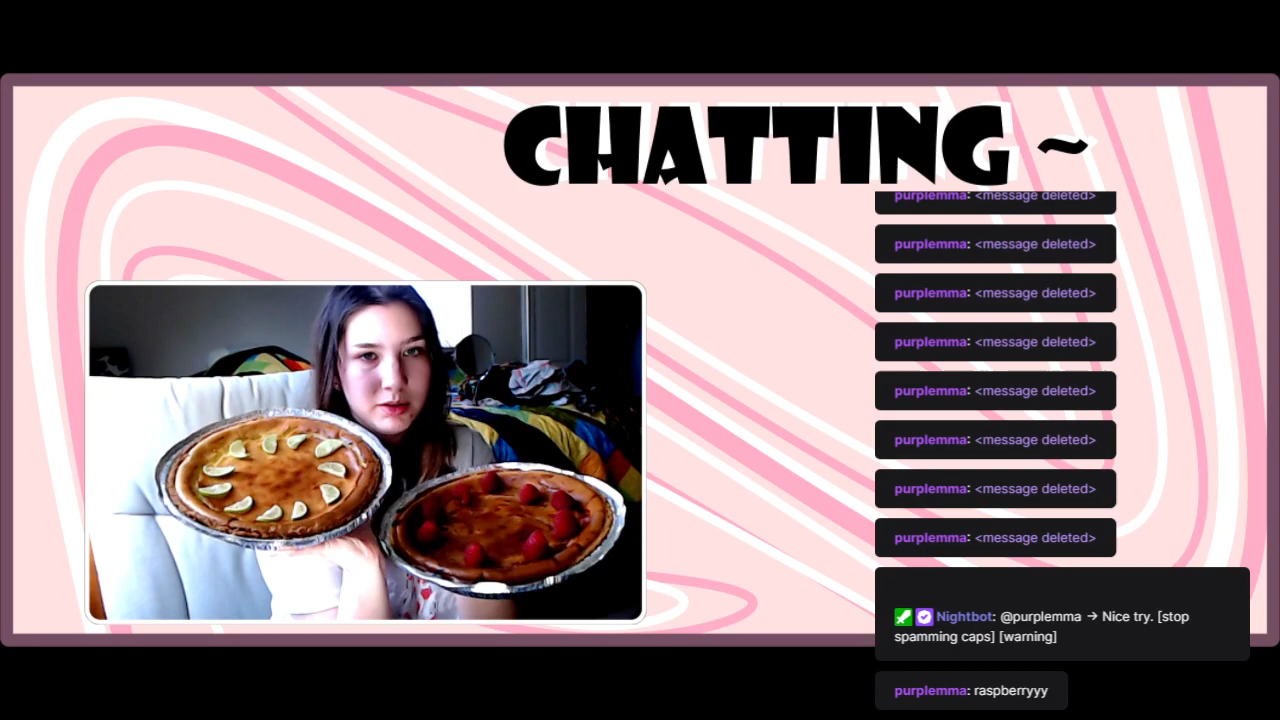 CHATTING ~
purplemma: <message deleted>
purplemma: <message deleted>
purplemma: <message deleted>
purplemma: <message deleted>
purplemma: <message deleted>
purplemma: <message deleted>
purplemma: <message deleted>
purplemma: <message deleted>
Nightbot: @purplemma → Nice try. [stop
spamming caps] [warning]
purplemma: raspberryyy